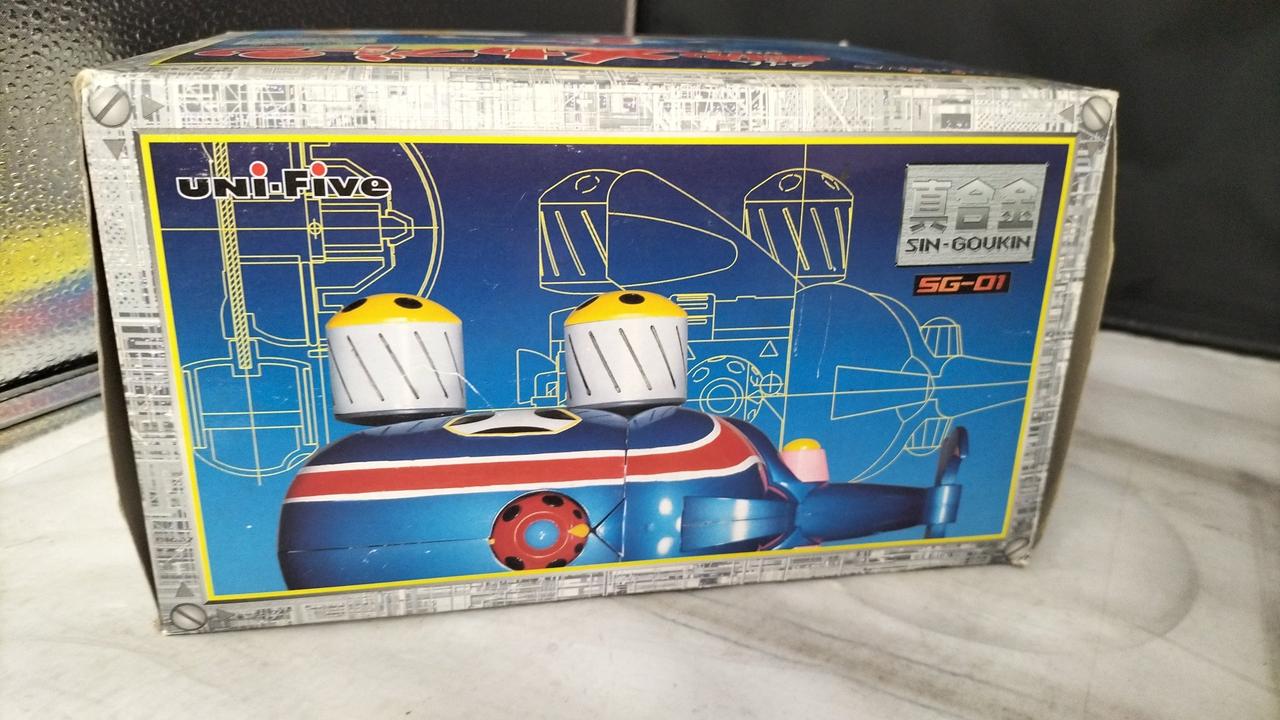 UNi-Five
真合金
SIN-GOUKIN
SG-01